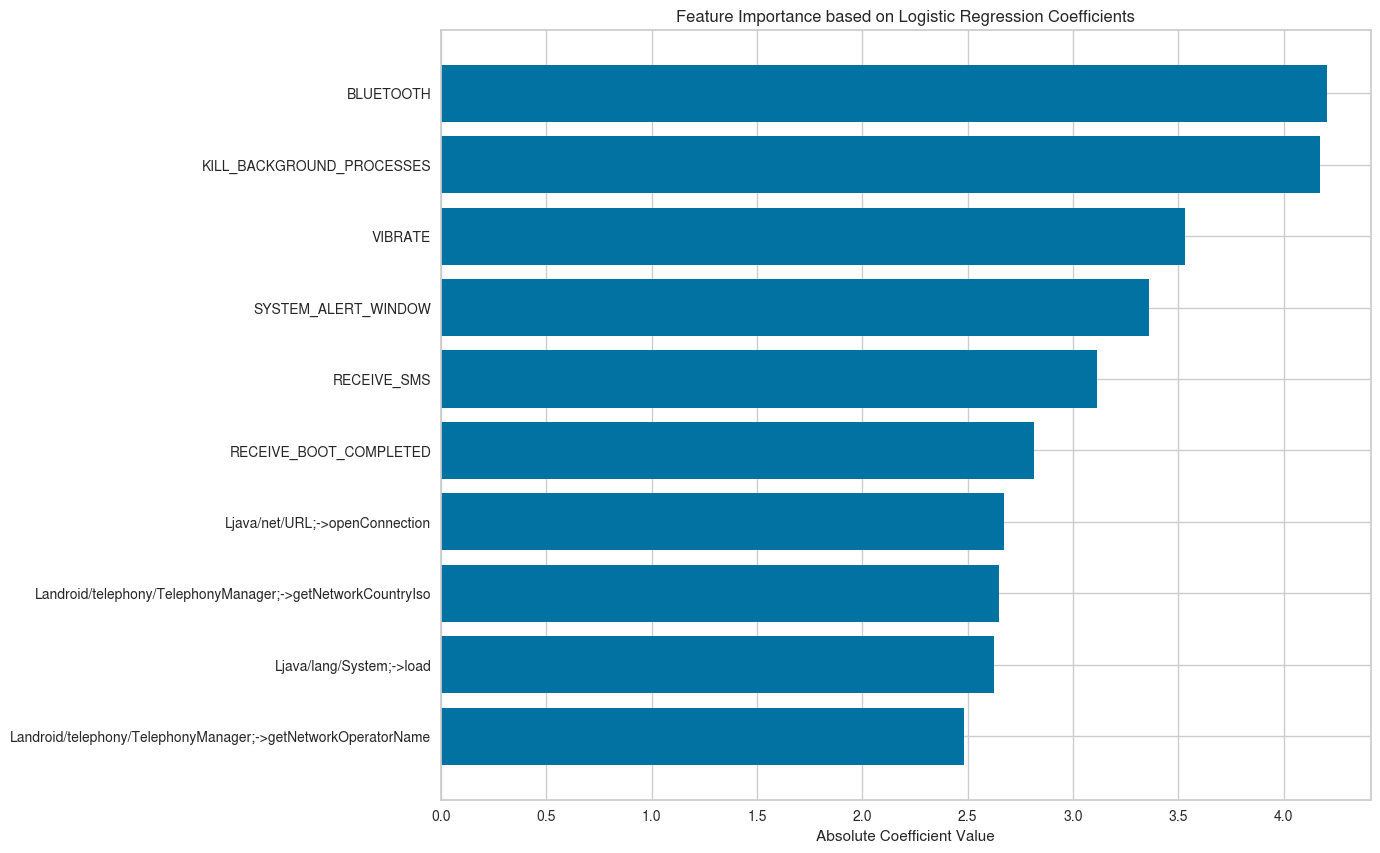 Feature Importance based on Logistic Regression Coefficients
BLUETOOTH
KILL_BACKGROUND_PROCESSES
VIBRATE
SYSTEM_ALERT_WINDOW
RECEIVE_SMS
RECEIVE_BOOT_COMPLETED
Ljava/net/URL;->openConnection
Landroid/telephony/TelephonyManager;->getNetworkCountryIso
Ljava/lang/System;->load
Landroid/telephony/TelephonyManager;->getNetworkOperatorName
0.0 0.5 1.0 1.5 2.0 2.5 3.0 3.5 4.0
Absolute Coefficient Value